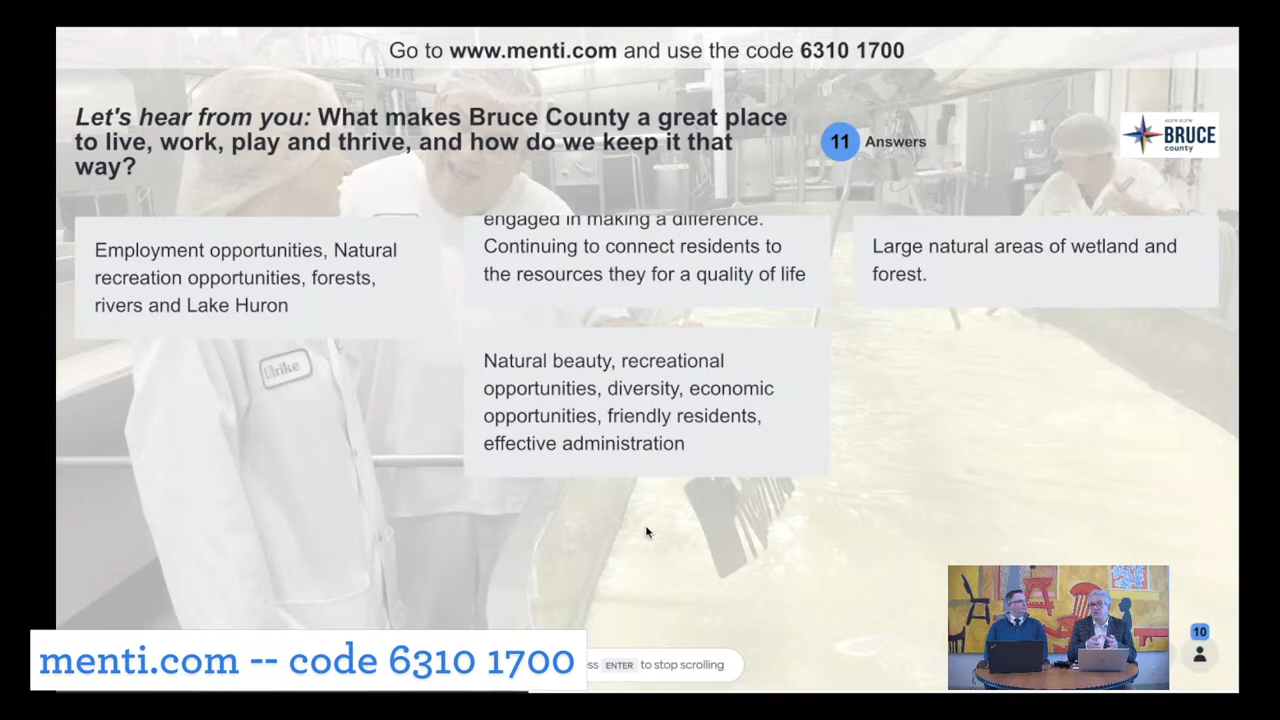 Go to www.menti.com and use the code 6310 1700
Let's hear from you: What makes Bruce County a great place
to live, work, play and thrive, and how do we keep it that
way?
11 Answers
BRUCE
county
Employment opportunities, Natural
recreation opportunities, forests,
rivers and Lake Huron
engaged in making a difference.
Continuing to connect residents to
the resources they for a quality of life
Large natural areas of wetland and
forest.
Natural beauty, recreational
opportunities, diversity, economic
opportunities, friendly residents,
effective administration
Ulrike
10
menti.com -- code 6310 1700
ss ENTER to stop scrolling